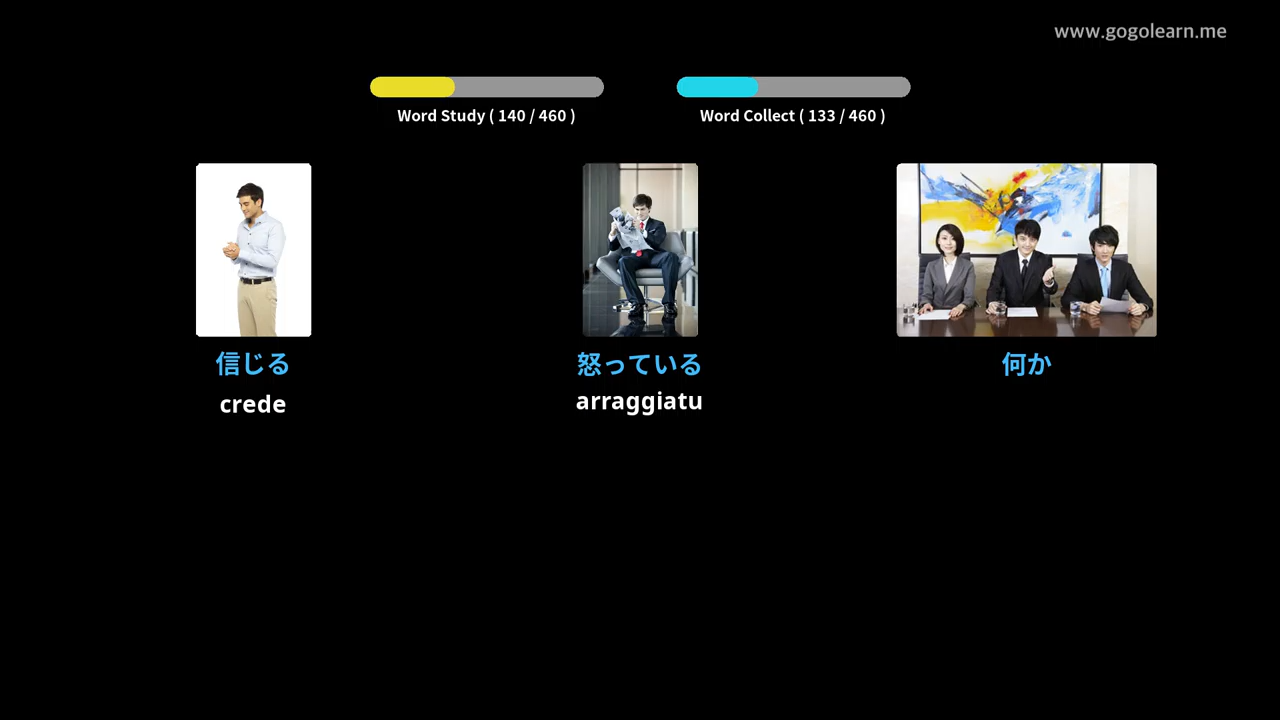 www.gogolearn.me
Word Study ( 140 / 460 )
Word Collect ( 133 / 460 )
信じる
怒っている
何か
crede
arraggiatu